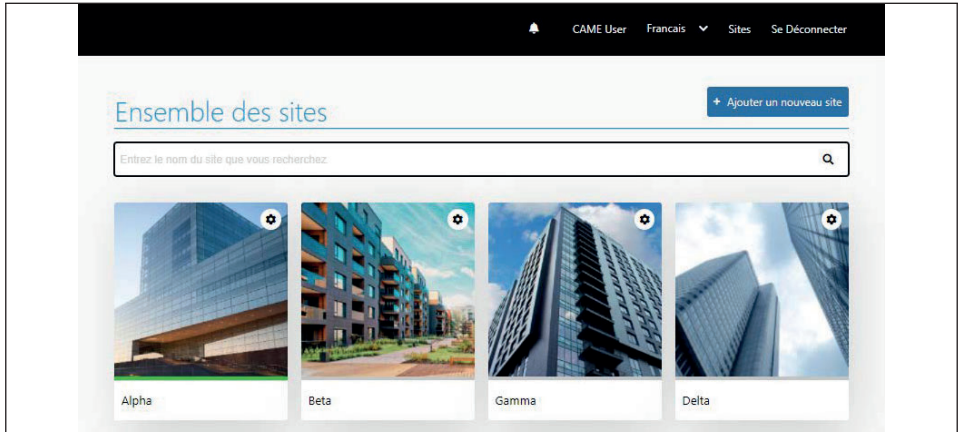 CAME User Francais Sites Se Déconnecter
Ensemble des sites
+ Ajouter un nouveau site
Entrez le nom du site que vous recherchez
Alpha Beta Gamma Delta